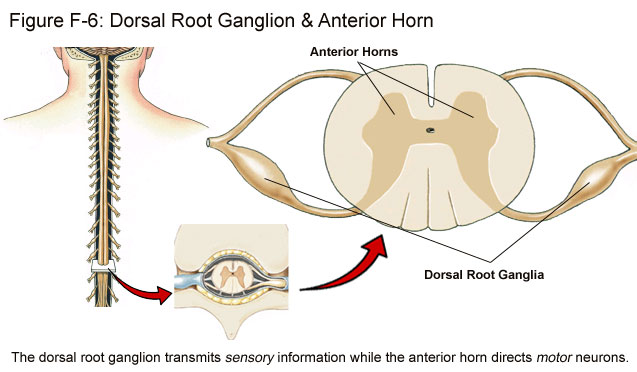 Figure F-6: Dorsal Root Ganglion & Anterior Horn
Anterior Horns
Dorsal Root Ganglia
The dorsal root ganglion transmits sensory information while the anterior horn directs motor neurons.